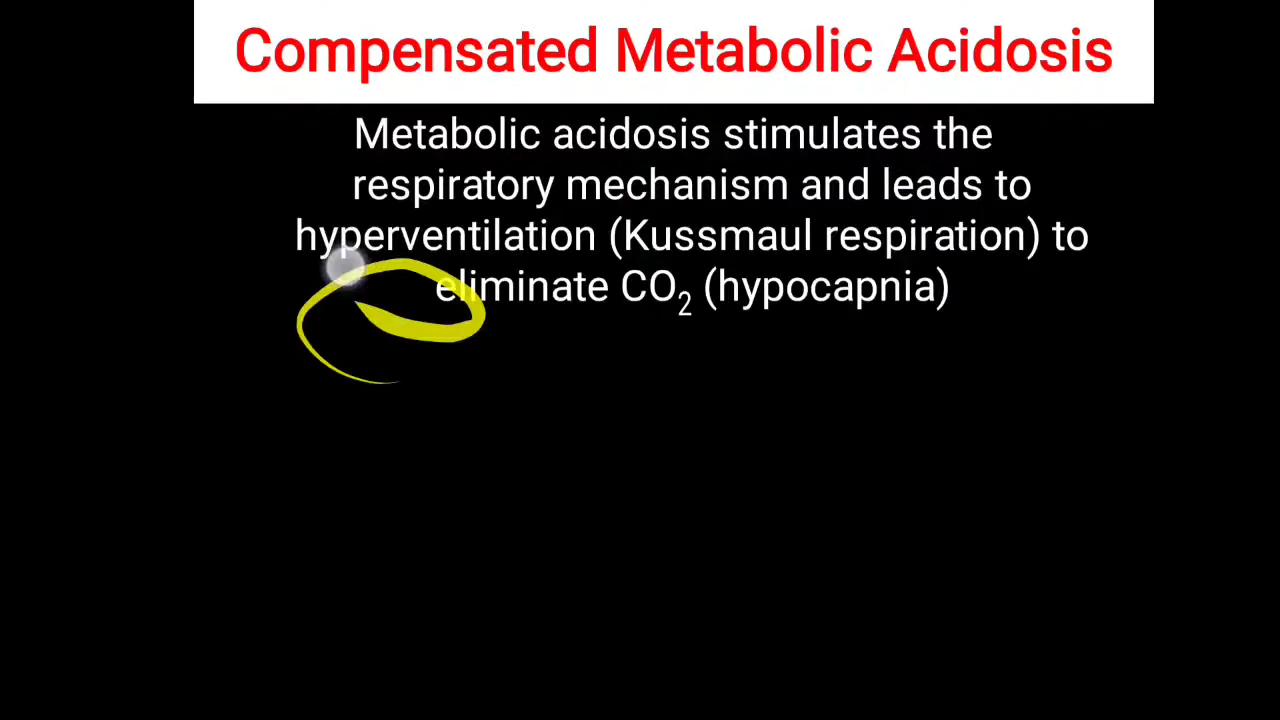 Compensated Metabolic Acidosis
Metabolic acidosis stimulates the
respiratory mechanism and leads to
hyperventilation (Kussmaul respiration) to
eliminate CO₂ (hypocapnia)